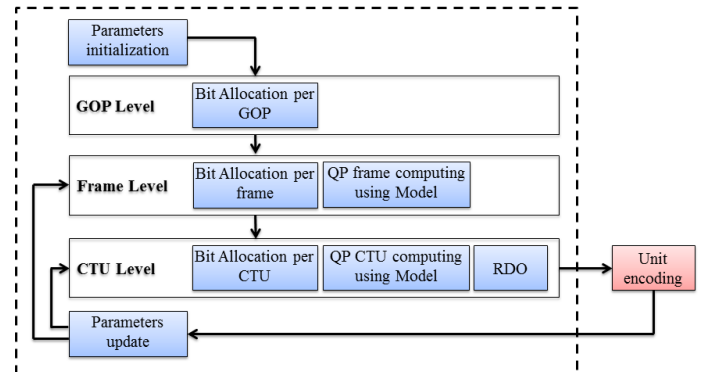 Parameters
initialization
GOP Level
Bit Allocation per
GOP
Frame Level
Bit Allocation per
frame
QP frame computing
using Model
CTU Level
Bit Allocation per
CTU
QP CTU computing
using Model
RDO
Unit
encoding
Parameters
update